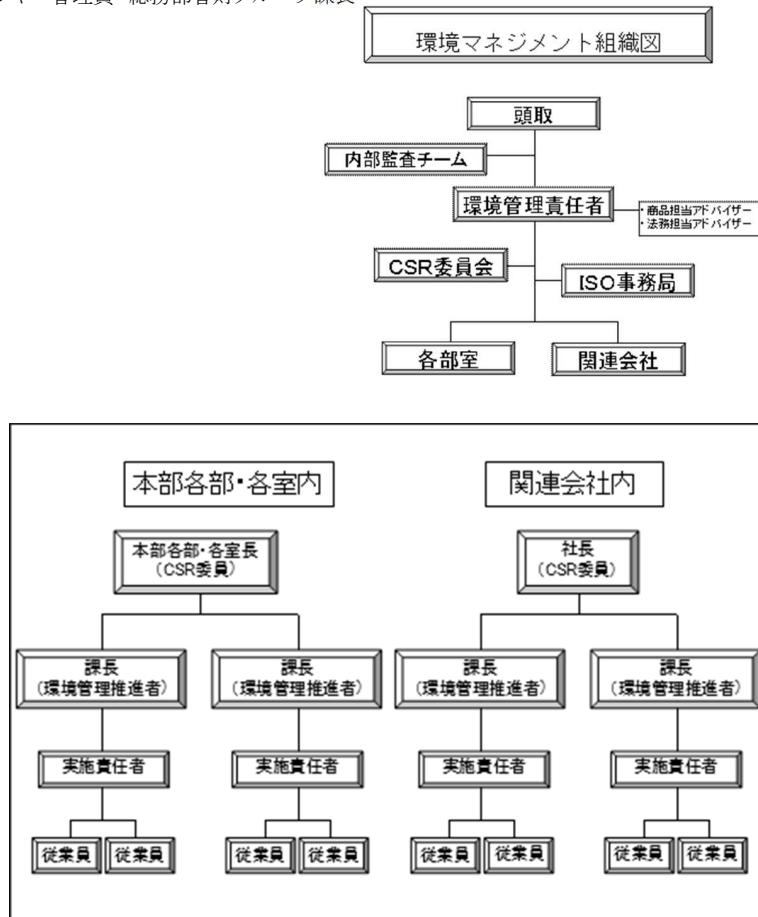 環境マネジメント組織図
頭取
内部監査チーム
環境管理責任者
・商品担当アドバイザー
・法務担当アドバイザー
CSR委員会
ISO事務局
各部室
関連会社
本部各部・各室内
関連会社内
本部各部・各室長
(CSR委員)
社長
(CSR委員)
課長
(環境管理推進者)
課長
(環境管理推進者)
課長
(環境管理推進者)
課長
(環境管理推進者)
実施責任者
実施責任者
実施責任者
実施責任者
従業員
従業員
従業員
従業員
従業員
従業員
従業員
従業員